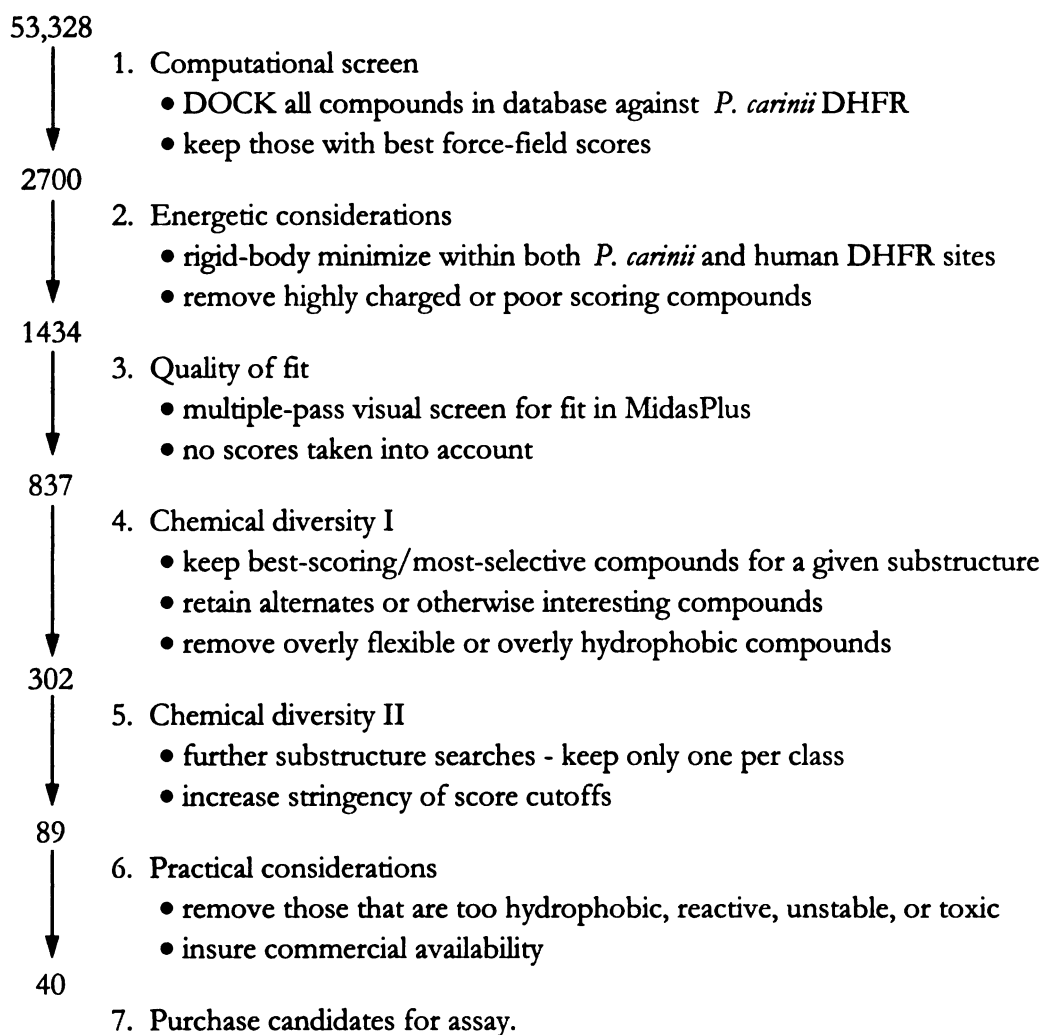 53,328
1. Computational screen
• DOCK all compounds in database against P. carinii DHFR
• keep those with best force-field scores
2700
2. Energetic considerations
• rigid-body minimize within both P. carinii and human DHFR sites
• remove highly charged or poor scoring compounds
1434
3. Quality of fit
• multiple-pass visual screen for fit in MidasPlus
• no scores taken into account
837
4. Chemical diversity I
• keep best-scoring/most-selective compounds for a given substructure
• retain alternates or otherwise interesting compounds
• remove overly flexible or overly hydrophobic compounds
302
5. Chemical diversity II
• further substructure searches - keep only one per class
• increase stringency of score cutoffs
89
6. Practical considerations
• remove those that are too hydrophobic, reactive, unstable, or toxic
• insure commercial availability
40
7. Purchase candidates for assay.